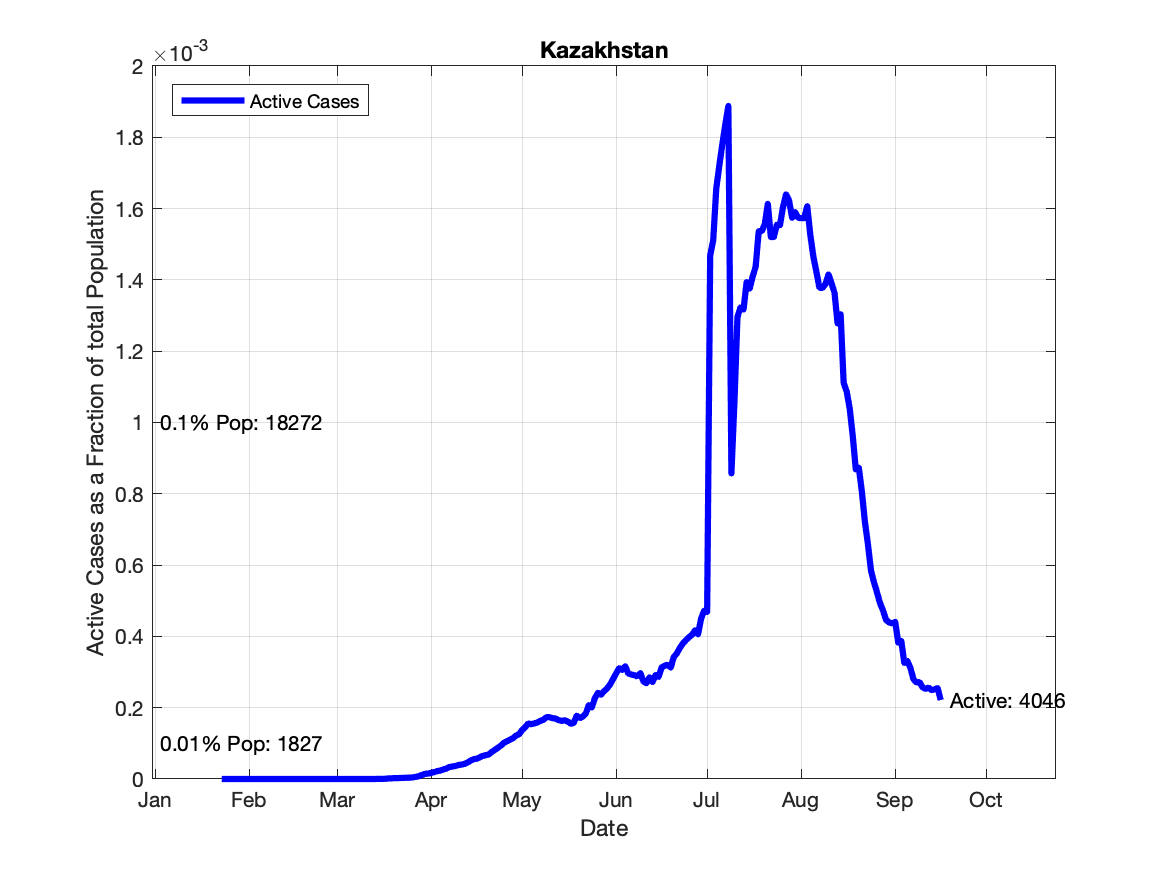 Kazakhstan
×10-3
2
1.8
1.6
1.4
1.2
1
0.8
0.6
0.4
0.2
0
Active Cases as a Fraction of total Population
Active Cases
0.1% Pop: 18272
0.01% Pop: 1827
Active: 4046
Jan Feb Mar Apr May Jun Jul Aug Sep Oct
Date